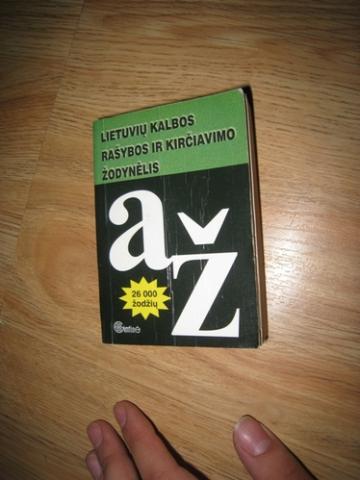 LIETUVIŲ KALBOS
RAŠYBOS IR KIRČIAVIMO
ŽODYNĖLIS
a
ž
26 000
žodžių